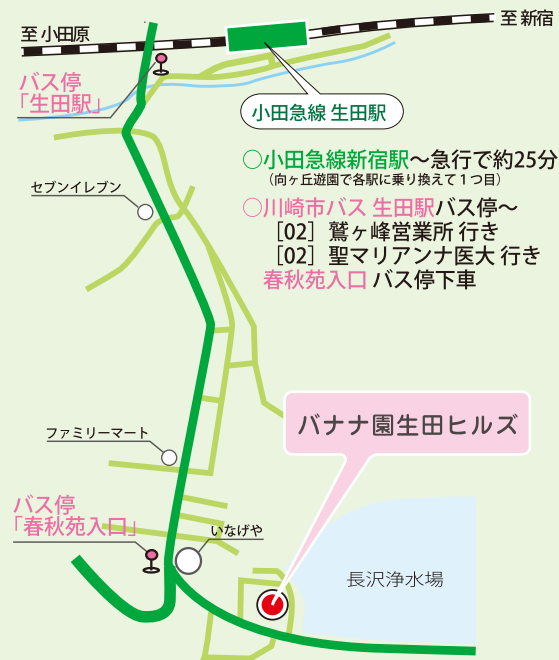 至 小田原
至 新宿
バス停
「生田駅」
小田急線 生田駅
○小田急線新宿駅～急行で約25分
（向ヶ丘遊園で各駅に乗り換えて１つ目）
セブンイレブン
○川崎市バス 生田駅バス停～
［02］鷲ヶ峰営業所 行き
［02］聖マリアンナ医大 行き
春秋苑入口 バス停下車
バナナ園生田ヒルズ
ファミリーマート
バス停
「春秋苑入口」
いなげや
長沢浄水場